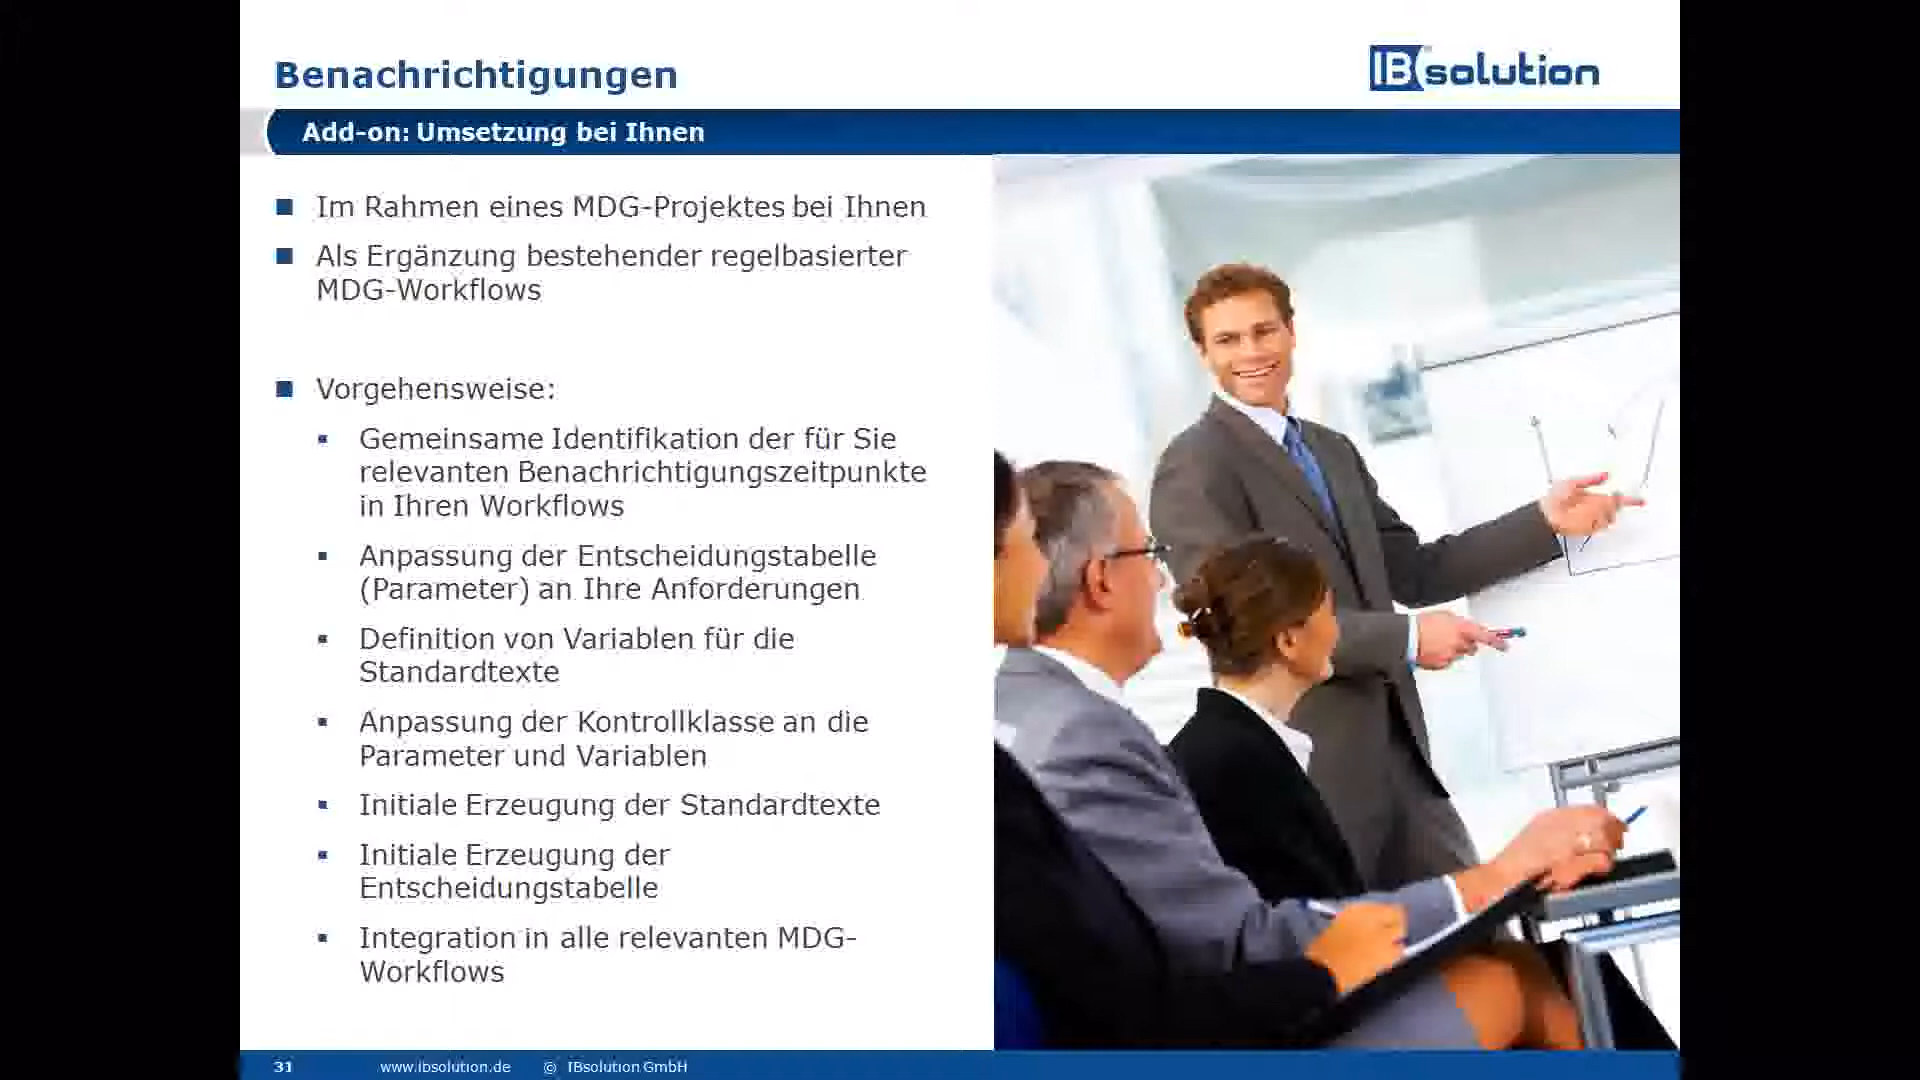 Benachrichtigungen
IBsolution
Add-on: Umsetzung bei Ihnen
Im Rahmen eines MDG-Projektes bei Ihnen
Als Ergänzung bestehender regelbasierter
MDG-Workflows
Vorgehensweise:
Gemeinsame Identifikation der für Sie
relevanten Benachrichtigungszeitpunkte
in Ihren Workflows
Anpassung der Entscheidungstabelle
(Parameter) an Ihre Anforderungen
Definition von Variablen für die
Standardtexte
Anpassung der Kontrollklasse an die
Parameter und Variablen
Initiale Erzeugung der Standardtexte
Initiale Erzeugung der
Entscheidungstabelle
Integration in alle relevanten MDG-
Workflows
31 www.ibsolution.de © IBsolution GmbH